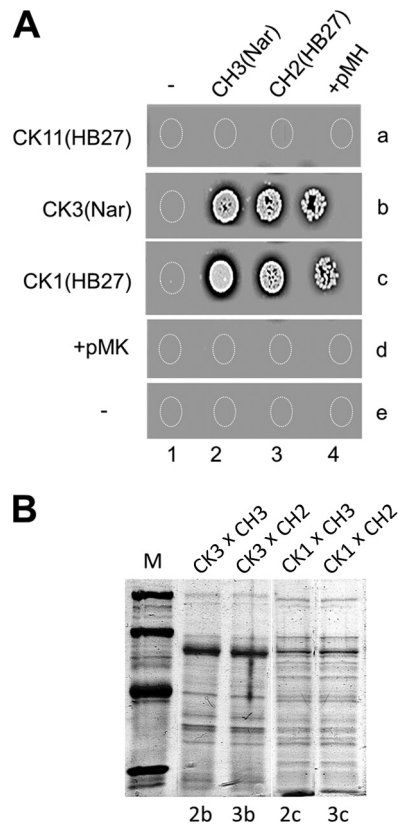 A
-
CH3(Nar)
CH2(HB27)
+pMH
CK11(HB27)
a
CK3(Nar)
b
CK1(HB27)
c
+pMK
d
-
e
1 2 3 4
B
M
CK3 x CH3
CK3 x CH2
CK1 x CH3
CK1 x CH2
2b 3b 2c 3c